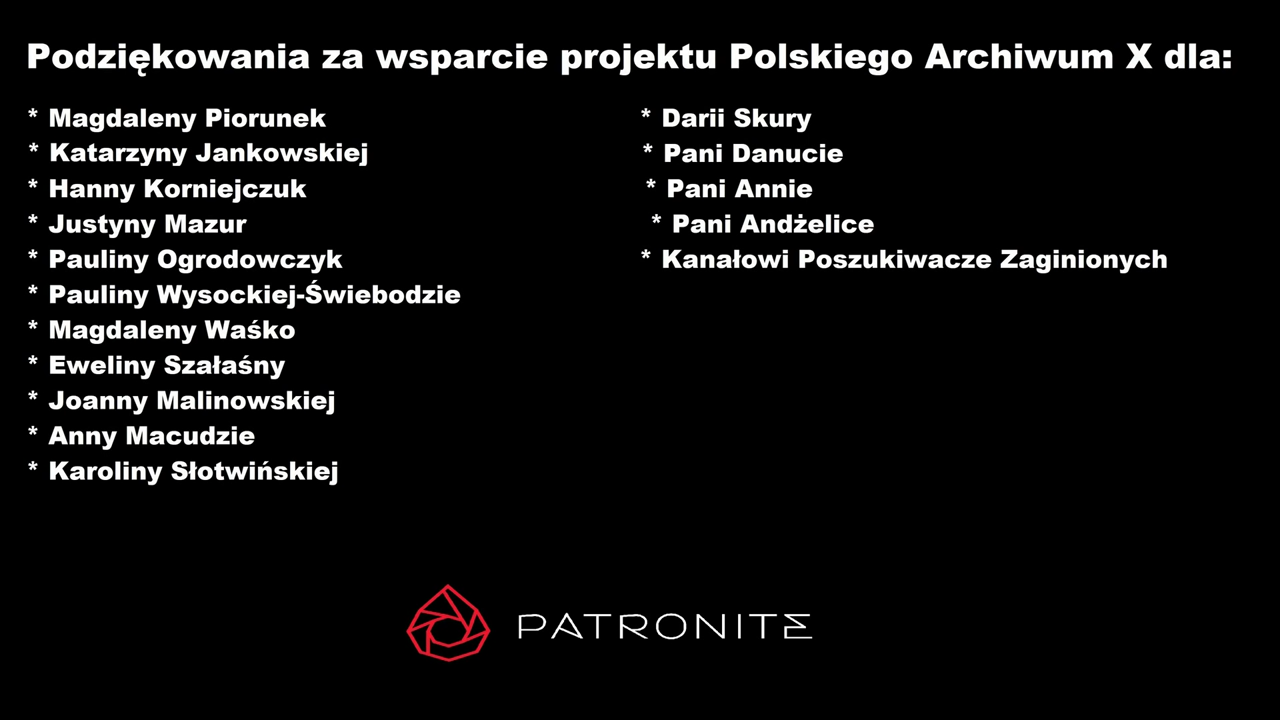 Podziękowania za wsparcie projektu Polskiego Archiwum X dla:
* Magdaleny Piorunek
* Katarzyny Jankowskiej
* Hanny Korniejczuk
* Justyny Mazur
* Pauliny Ogrodowczyk
* Pauliny Wysockiej-Świebodzie
* Magdaleny Waśko
* Eweliny Szałaśny
* Joanny Malinowskiej
* Anny Macudzie
* Karoliny Słotwińskiej
* Darii Skury
* Pani Danucie
* Pani Annie
* Pani Andżelice
* Kanałowi Poszukiwacze Zaginionych
PATRONITE